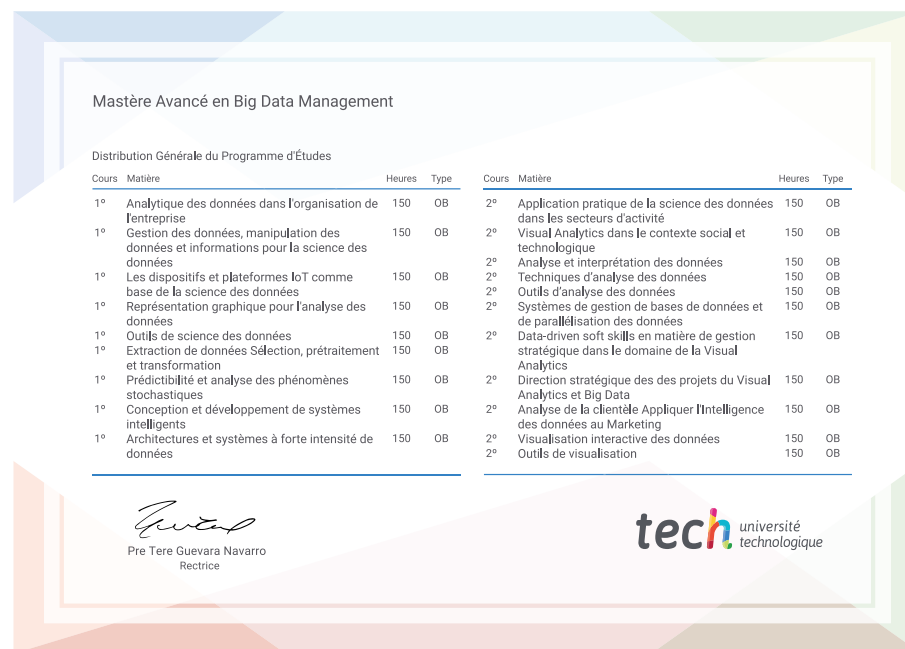 Mastère Avancé en Big Data Management
Distribution Générale du Programme d'Études
Cours Matière Heures Type
1º Analytique des données dans l'organisation de 150 OB
l'entreprise
1º Gestion des données, manipulation des 150 OB
données et informations pour la science des
données
1º Les dispositifs et plateformes IoT comme 150 OB
base de la science des données
1º Représentation graphique pour l'analyse des 150 OB
données
1º Outils de science des données 150 OB
1º Extraction de données Sélection, prétraitement 150 OB
et transformation
1º Prédictibilité et analyse des phénomènes 150 OB
stochastiques
1º Conception et développement de systèmes 150 OB
intelligents
1º Architectures et systèmes à forte intensité de 150 OB
données
Cours Matière Heures Type
2º Application pratique de la science des données 150 OB
dans les secteurs d'activité
2º Visual Analytics dans le contexte social et 150 OB
technologique
2º Analyse et interprétation des données 150 OB
2º Techniques d'analyse des données 150 OB
2º Outils d'analyse des données 150 OB
2º Systèmes de gestion de bases de données et 150 OB
de parallélisation des données
2º Data-driven soft skills en matière de gestion 150 OB
stratégique dans le domaine de la Visual
Analytics
2º Direction stratégique des des projets du Visual 150 OB
Analytics et Big Data
2º Analyse de la clientèle Appliquer l'Intelligence 150 OB
des données au Marketing
2º Visualisation interactive des données 150 OB
2º Outils de visualisation 150 OB
Pre Tere Guevara Navarro
Rectrice
tech université
technologique